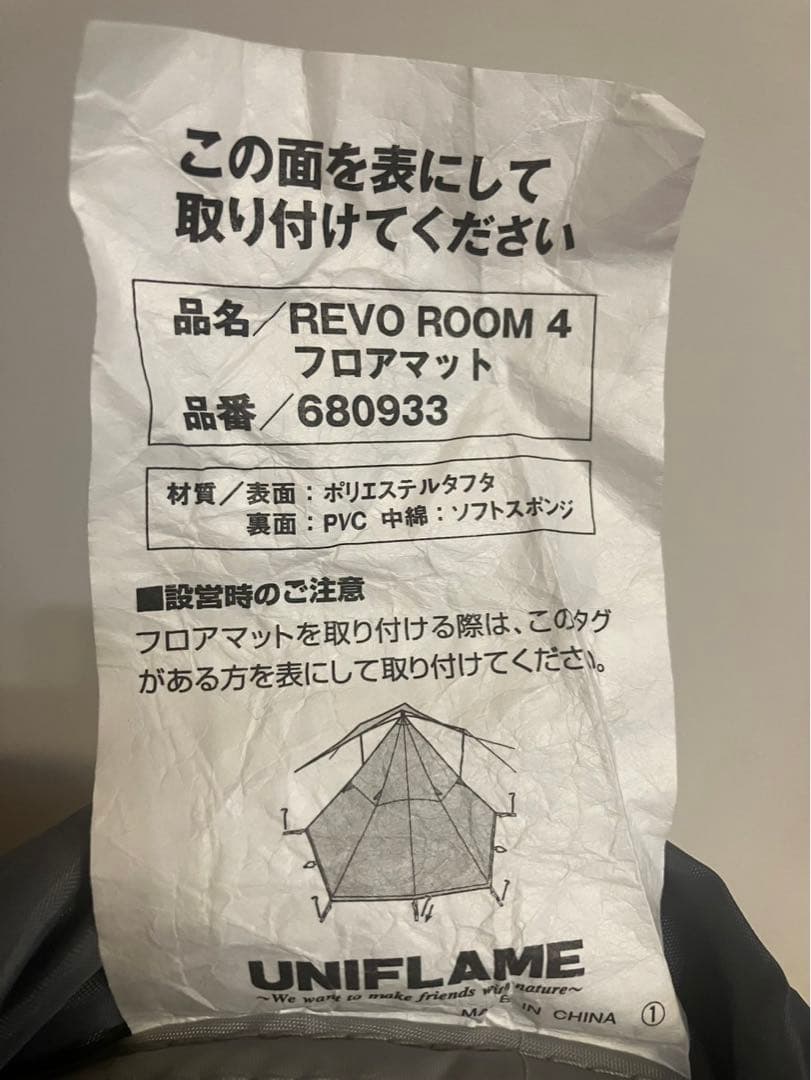 この面を表にして
取り付けてください
品名／REVO ROOM 4
フロアマット
品番／680933
材質／表面：ポリエステルタフタ
裏面：PVC 中綿：ソフトスポンジ
■設営時のご注意
フロアマットを取り付ける際は、このタグ
がある方を表にして取り付けてください。
UNIFLAME
～We want to make friends with nature～
IN CHINA ①